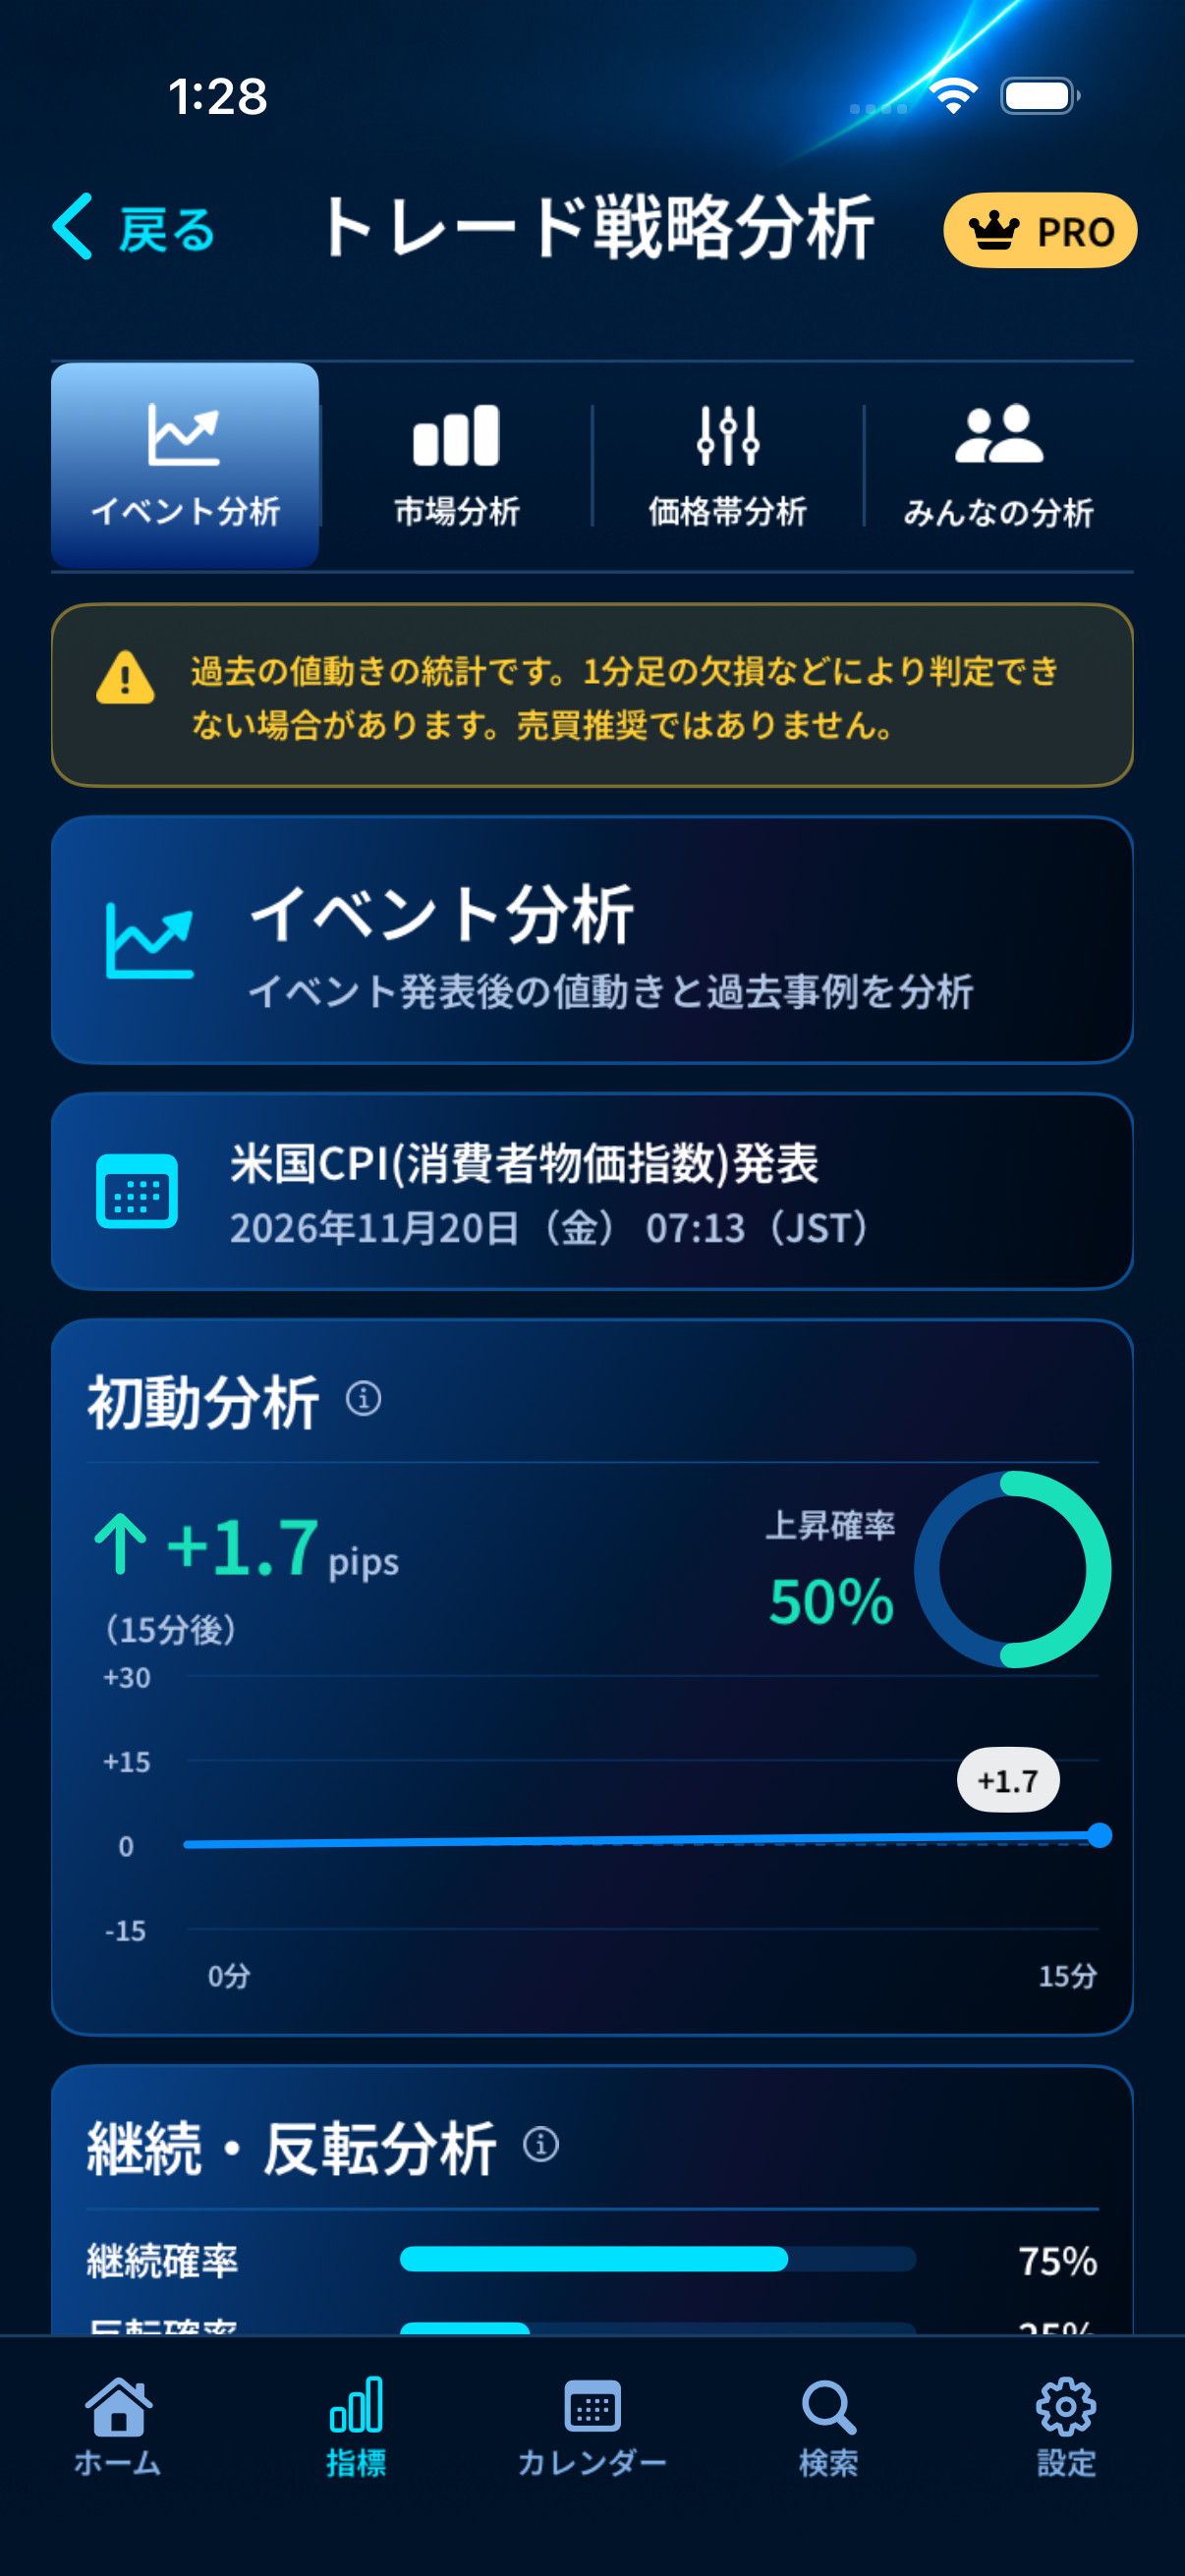 1:28
戻る
トレード戦略分析
PRO
イベント分析
市場分析
価格帯分析
みんなの分析
過去の値動きの統計です。1分足の欠損などにより判定でき
ない場合があります。売買推奨ではありません。
イベント分析
イベント発表後の値動きと過去事例を分析
米国CPI(消費者物価指数)発表
2026年11月20日（金） 07:13（JST）
初動分析
+1.7 pips
（15分後）
上昇確率
50%
+30
+15
+1.7
0
-15
0分
15分
継続・反転分析
継続確率
75%
反転確率
25%
ホーム
指標
カレンダー
検索
設定